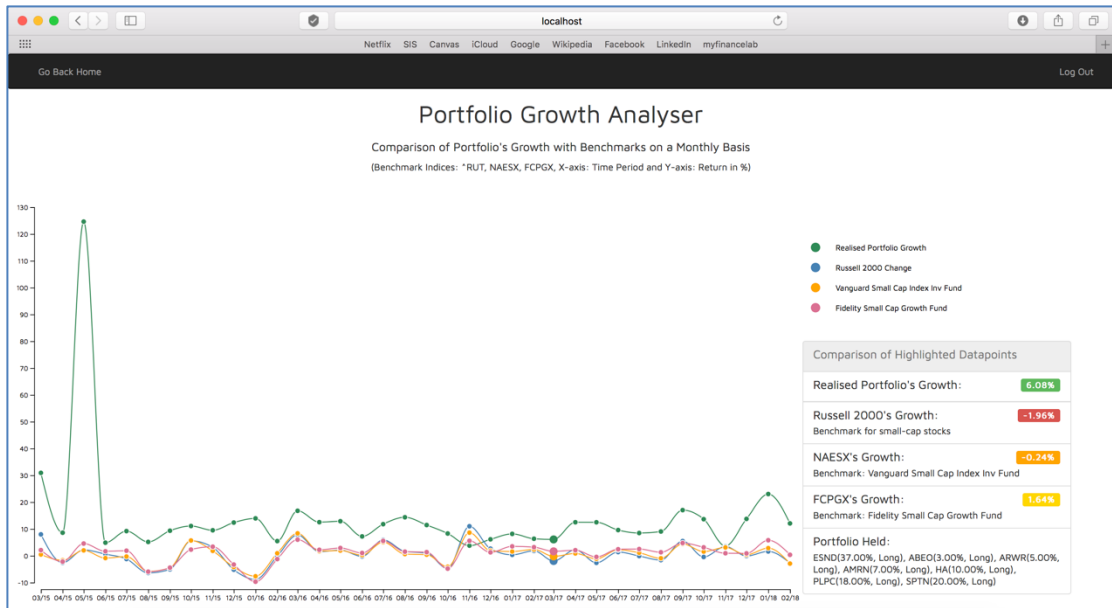 localhost
Netflix SIS Canvas iCloud Google Wikipedia Facebook LinkedIn myfinancelab
Go Back Home
Log Out
Portfolio Growth Analyser
Comparison of Portfolio's Growth with Benchmarks on a Monthly Basis
(Benchmark Indices: ^RUT, NAESX, FCPGX, X-axis: Time Period and Y-axis: Return in %)
130
120
110
100
90
80
70
60
50
40
30
20
10
0
-10
03/15 04/15 05/15 06/15 07/15 08/15 09/15 10/15 11/15 12/15 01/16 02/16 03/16 04/16 05/16 06/16 07/16 08/16 09/16 10/16 11/16 12/16 01/17 02/17 03/17 04/17 05/17 06/17 07/17 08/17 09/17 10/17 11/17 12/17 01/18 02/18
Realised Portfolio Growth
Russell 2000 Change
Vanguard Small Cap Index Inv Fund
Fidelity Small Cap Growth Fund
Comparison of Highlighted Datapoints
Realised Portfolio's Growth: 6.08%
Russell 2000's Growth: -1.96%
Benchmark for small-cap stocks
NAESX's Growth: -0.24%
Benchmark: Vanguard Small Cap Index Inv Fund
FCPGX's Growth: 1.64%
Benchmark: Fidelity Small Cap Growth Fund
Portfolio Held:
ESND(37.00%, Long), ABEO(3.00%, Long), ARWR(5.00%,
Long), AMRN(7.00%, Long), HA(10.00%, Long),
PLPC(18.00%, Long), SPTN(20.00%, Long)